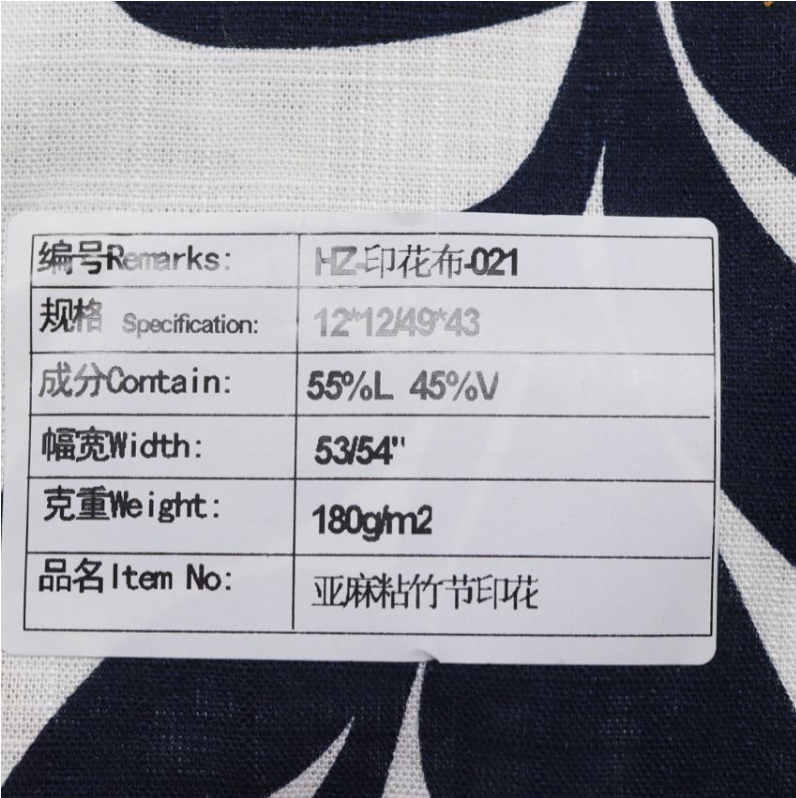 编号Remarks: HZ-印花布-021
规格 Specification: 12*12/49*43
成分Contain: 55%L 45%V
幅宽Width: 53/54"
克重Weight: 180g/m2
品名Item No: 亚麻粘竹节印花